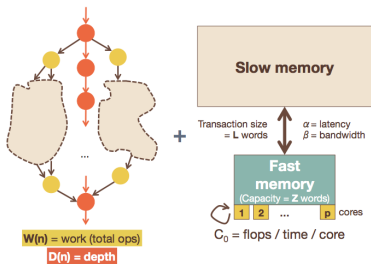 Slow memory
Transaction size
= L words
α = latency
β = bandwidth
+
Fast
memory
(Capacity = Z words)
...
1 2 ... p cores
W(n) = work (total ops)
D(n) = depth
C₀ = flops / time / core